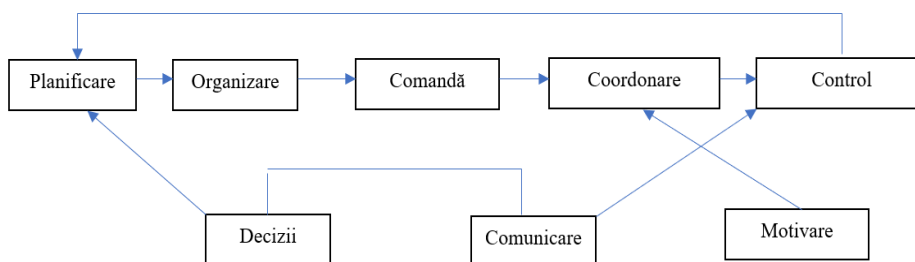 Planificare
Organizare
Comandă
Coordonare
Control
Decizii
Comunicare
Motivare